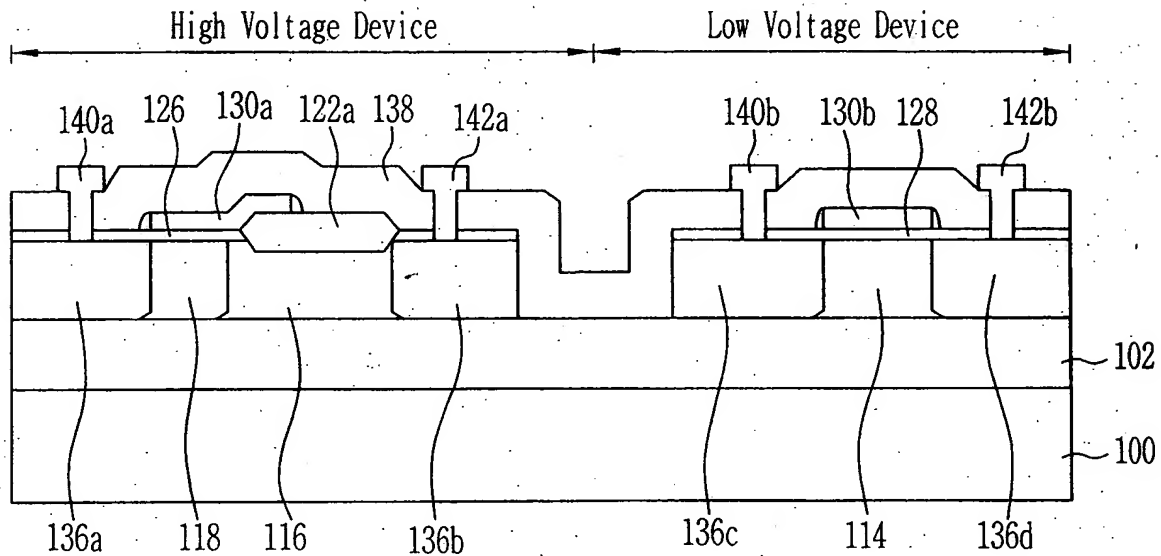 High Voltage Device Low Voltage Device
140a 126 130a 122a 138 142a 140b 130b 128 142b
102
100
136a 118 116 136b 136c 114 136d